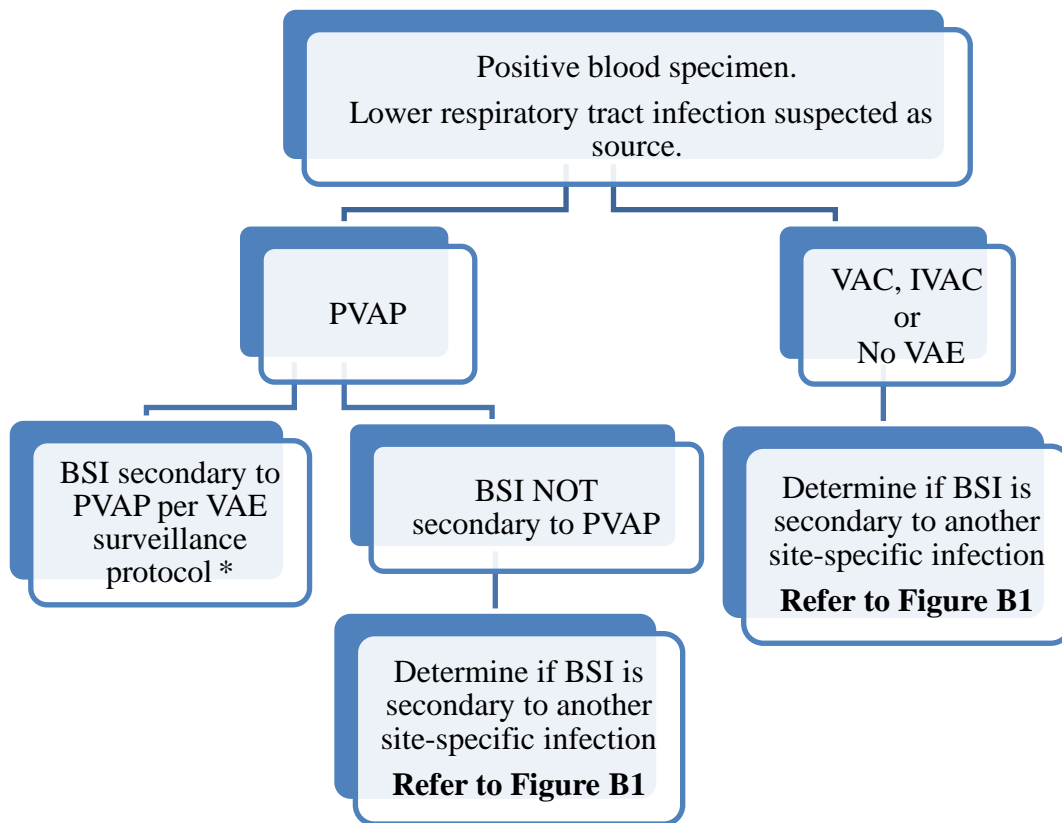 Positive blood specimen.
Lower respiratory tract infection suspected as
source.
PVAP
VAC, IVAC
or
No VAE
BSI secondary to
PVAP per VAE
surveillance
protocol *
BSI NOT
secondary to PVAP
Determine if BSI is
secondary to another
site-specific infection
Refer to Figure B1
Determine if BSI is
secondary to another
site-specific infection
Refer to Figure B1